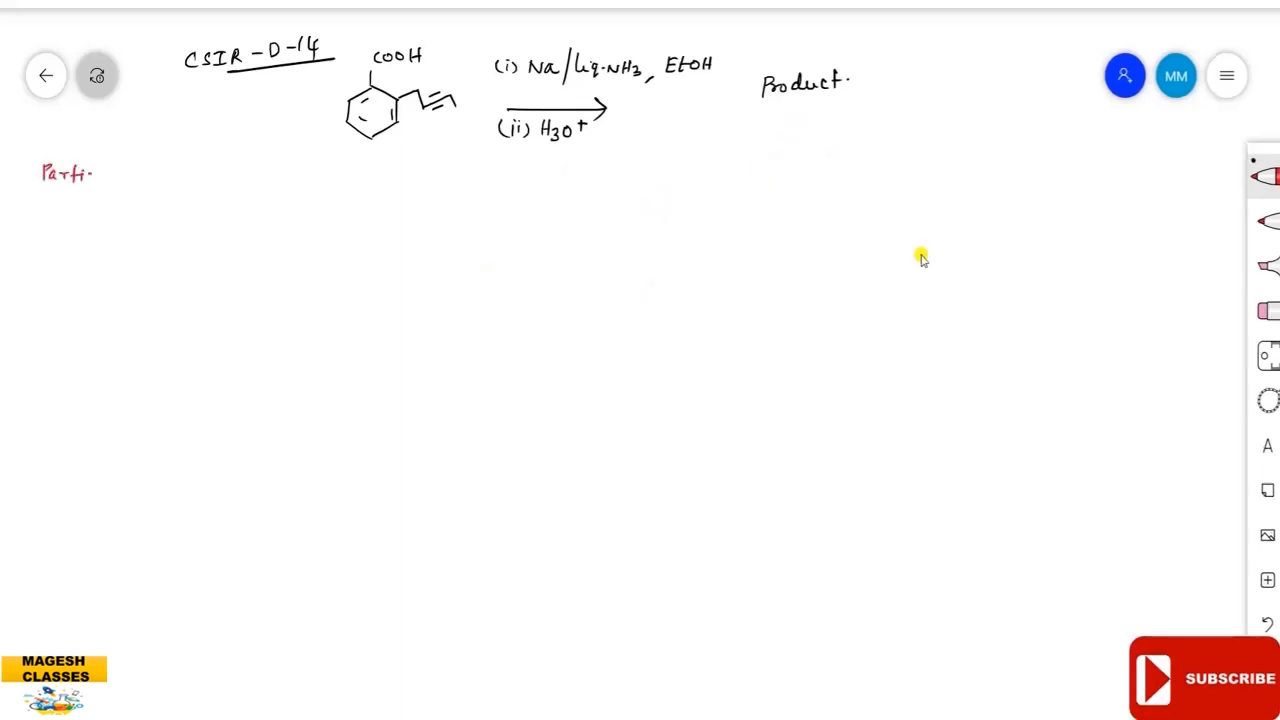 CSIR-D-14
COOH
(i) Na/liq.NH3, EtOH
(ii) H3O+
Product.
Parti.
MM
A
MAGESH
CLASSES
SUBSCRIBE